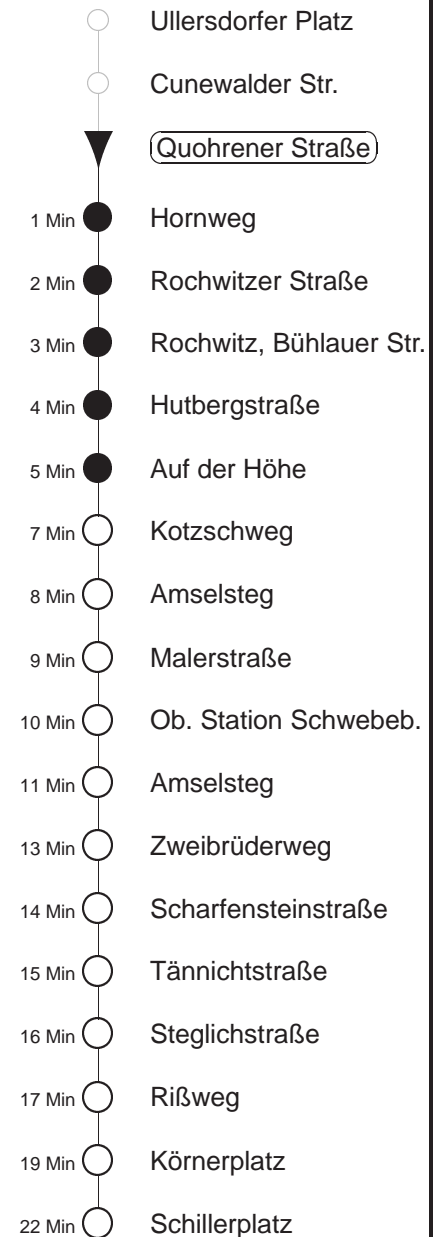 Ullersdorfer Platz
Cunewalder Str.
Quohrener Straße
1 Min Hornweg
2 Min Rochwitzer Straße
3 Min Rochwitz, Bühlauer Str.
4 Min Hutbergstraße
5 Min Auf der Höhe
7 Min Kotzschweg
8 Min Amselsteg
9 Min Malerstraße
10 Min Ob. Station Schwebeb.
11 Min Amselsteg
13 Min Zweibrüderweg
14 Min Scharfensteinstraße
15 Min Tännichtstraße
16 Min Steglichstraße
17 Min Rißweg
19 Min Körnerplatz
22 Min Schillerplatz